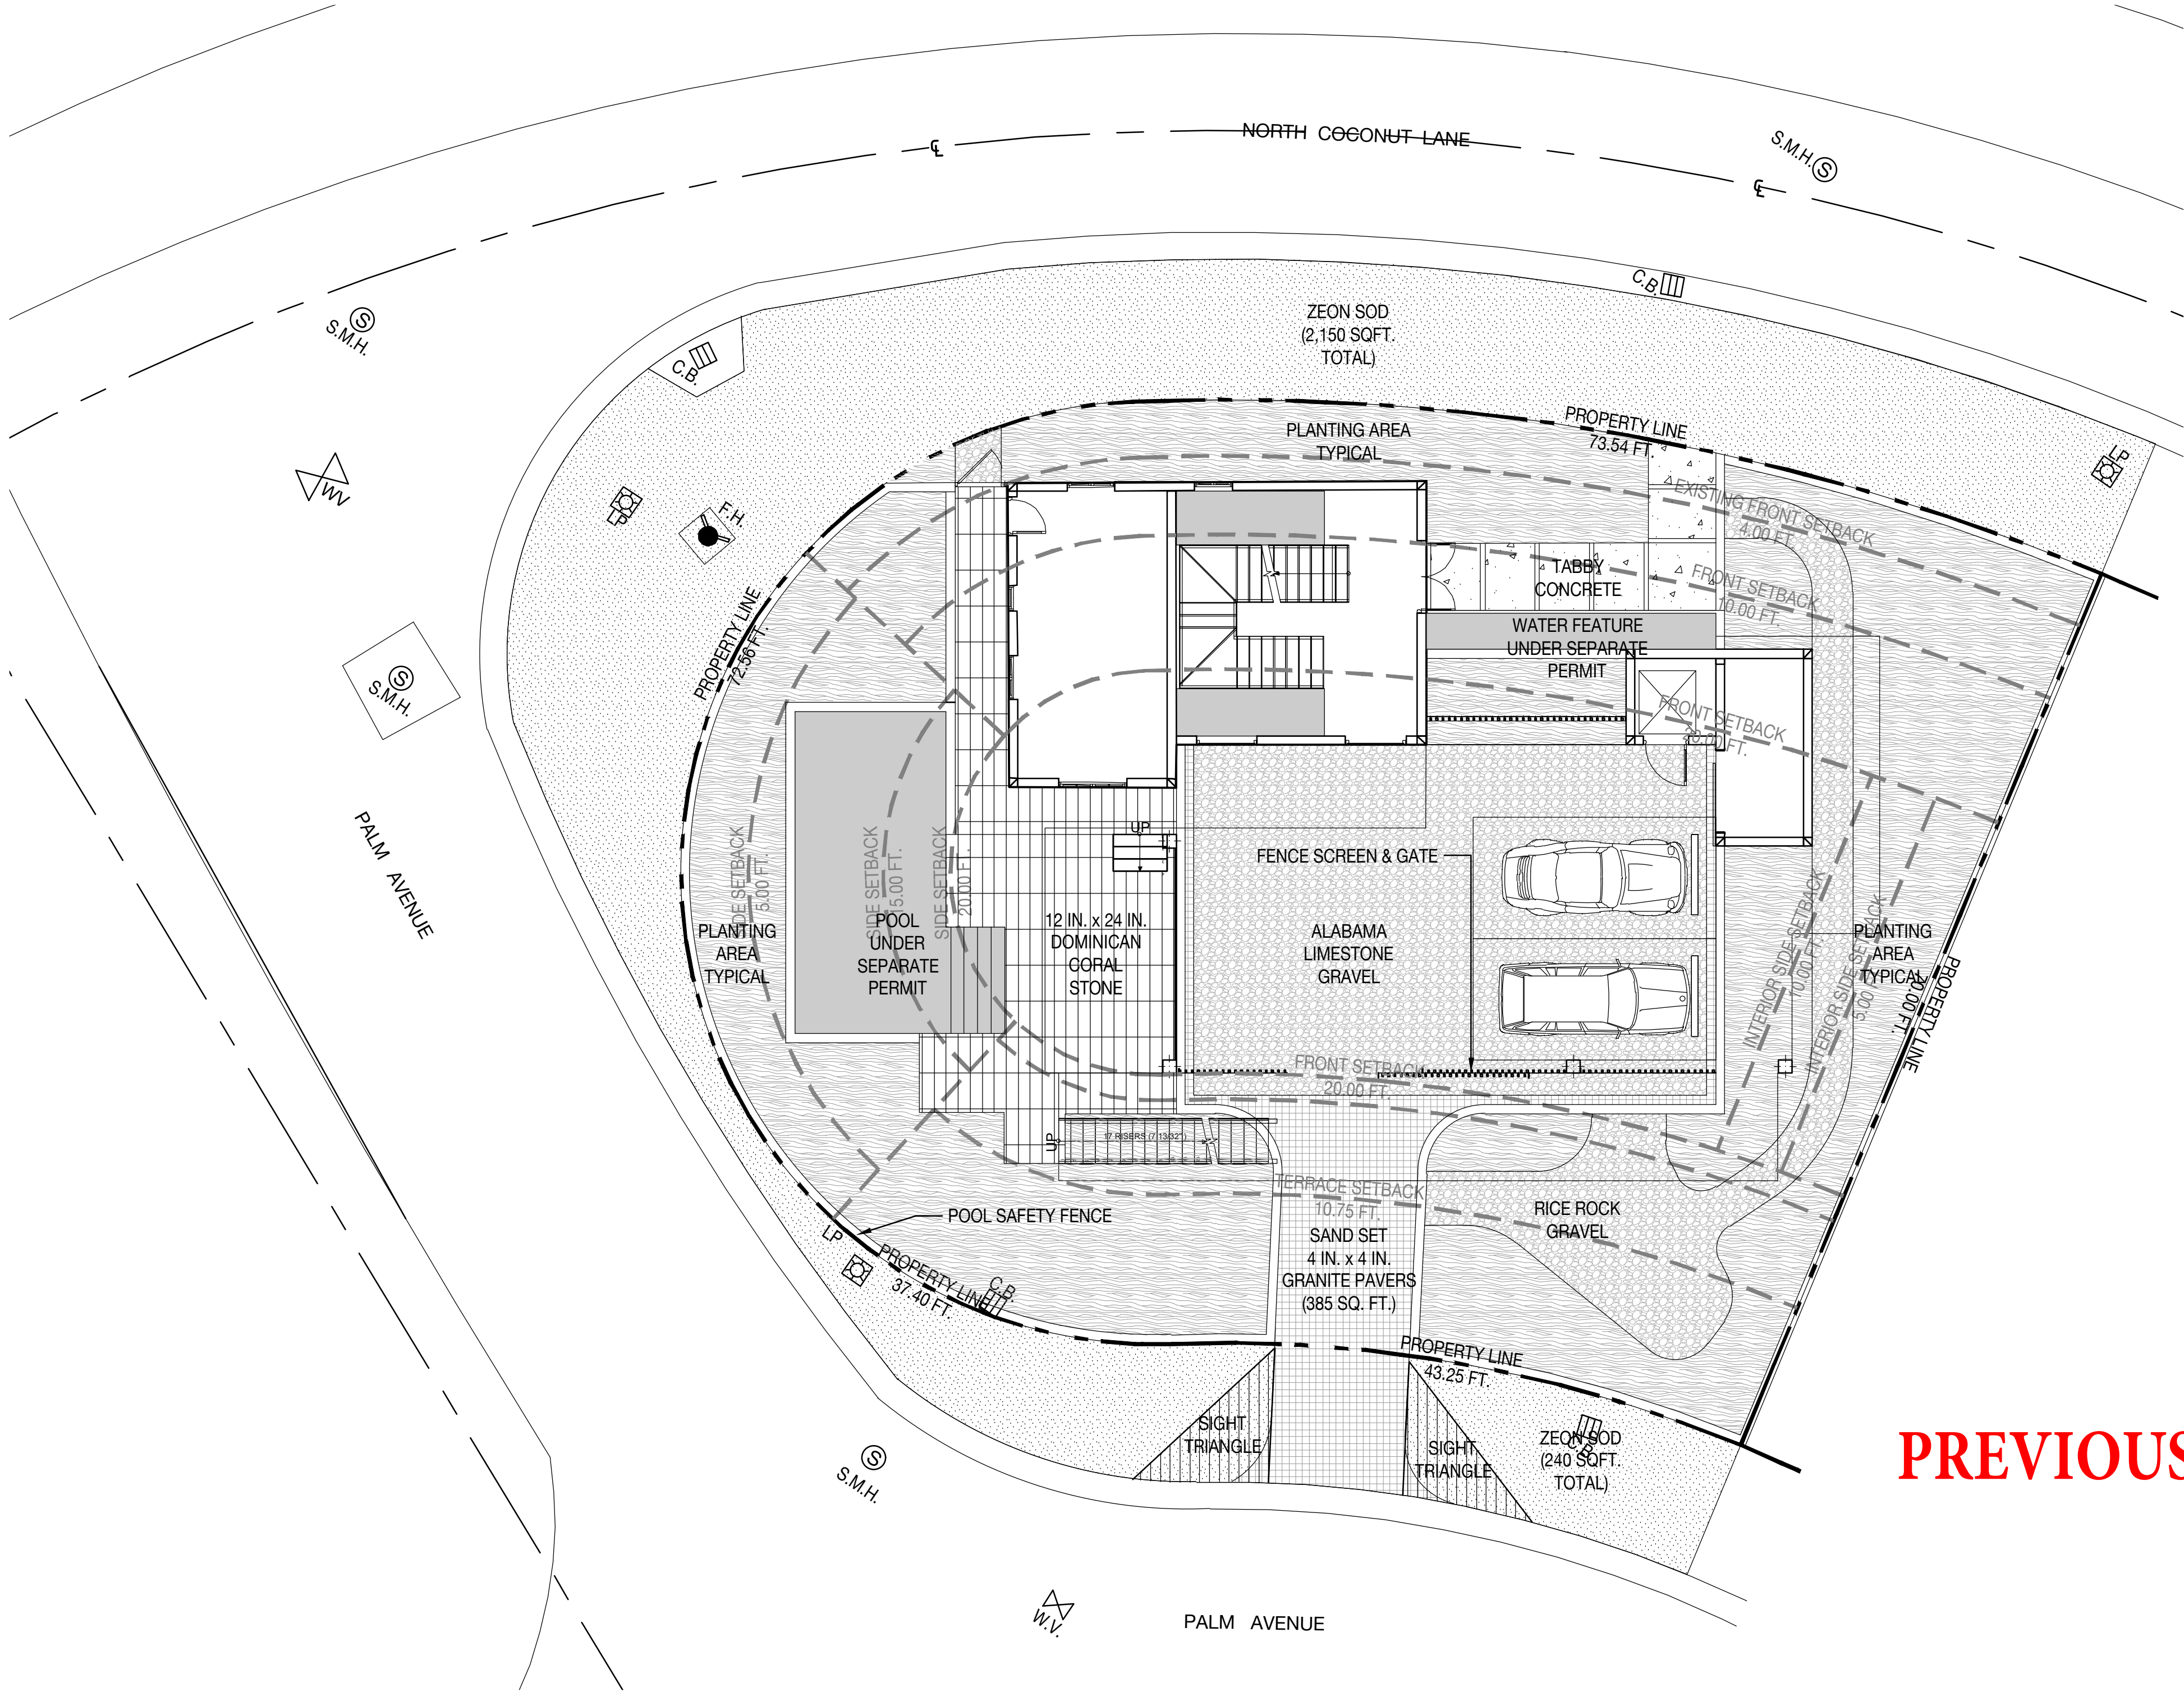 NORTH COCONUT LANE
S.M.H.
S
S.M.H.
S
C.B.
C.B.
ZEON SOD
(2,150 SQFT.
TOTAL)
PROPERTY LINE
73.54 FT.
PLANTING AREA
TYPICAL
LP
WV
LP
F.H.
EXISTING FRONT SETBACK
4.00 FT.
FRONT SETBACK
10.00 FT.
TABBY
CONCRETE
WATER FEATURE
UNDER SEPARATE
PERMIT
PROPERTY LINE
72.56 FT.
S
S.M.H.
FRONT SETBACK
20.00 FT.
PALM AVENUE
UP
FENCE SCREEN & GATE
SIDE SETBACK
5.00 FT.
SIDE SETBACK
15.00 FT.
SIDE SETBACK
20.00 FT.
PLANTING
AREA
TYPICAL
POOL
UNDER
SEPARATE
PERMIT
12 IN. x 24 IN.
DOMINICAN
CORAL
STONE
ALABAMA
LIMESTONE
GRAVEL
INTERIOR SIDE SETBACK
10.00 FT.
INTERIOR SIDE SETBACK
5.00 FT.
PLANTING
AREA
TYPICAL
PROPERTY LINE
FRONT SETBACK
20.00 FT.
UP
17 RISERS (7 13/32")
TERRACE SETBACK
10.75 FT.
POOL SAFETY FENCE
RICE ROCK
GRAVEL
SAND SET
4 IN. x 4 IN.
GRANITE PAVERS
(385 SQ. FT.)
LP
PROPERTY LINE
37.40 FT.
C.B.
PROPERTY LINE
43.25 FT.
SIGHT
TRIANGLE
SIGHT
TRIANGLE
ZEON SOD
(240 SQFT.
TOTAL)
C.B.
S
S.M.H.
PREVIOUS
W.V.
PALM AVENUE